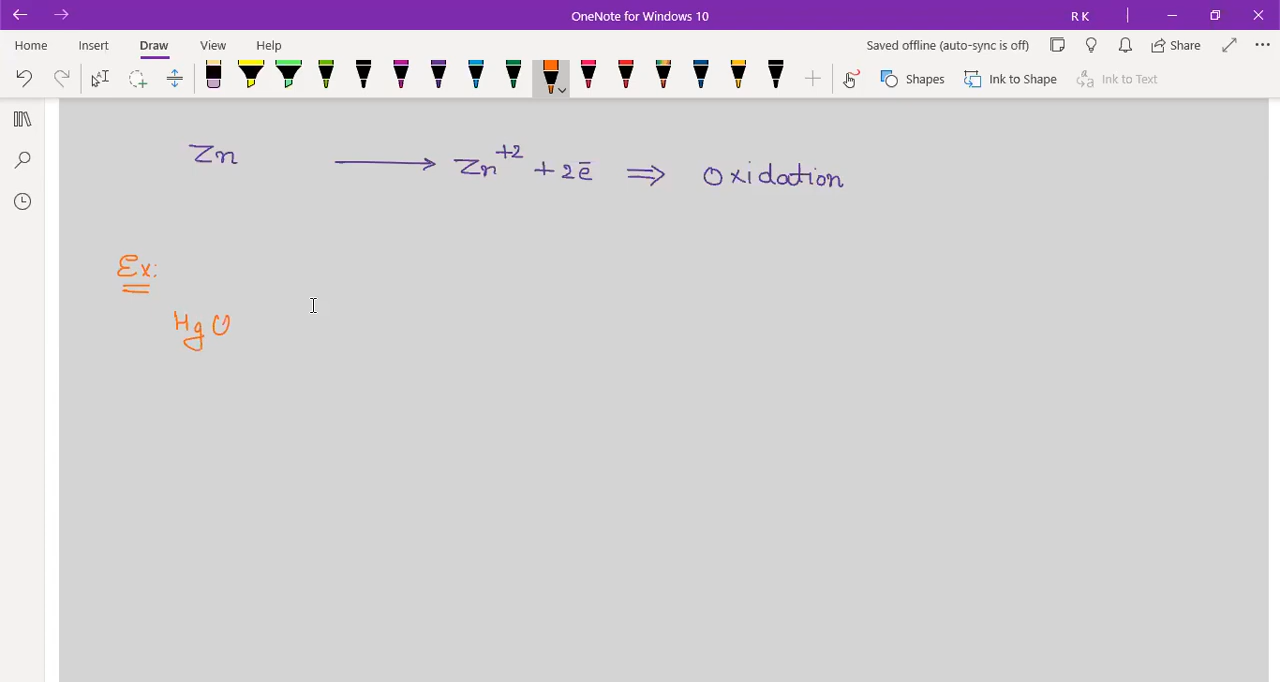 OneNote for Windows 10
R K
Home Insert Draw View Help
Saved offline (auto-sync is off) Share
Shapes Ink to Shape Ink to Text
Zn ⟶ Zn⁺² + 2e̅ ⟹ Oxidation
Ex:
HgO